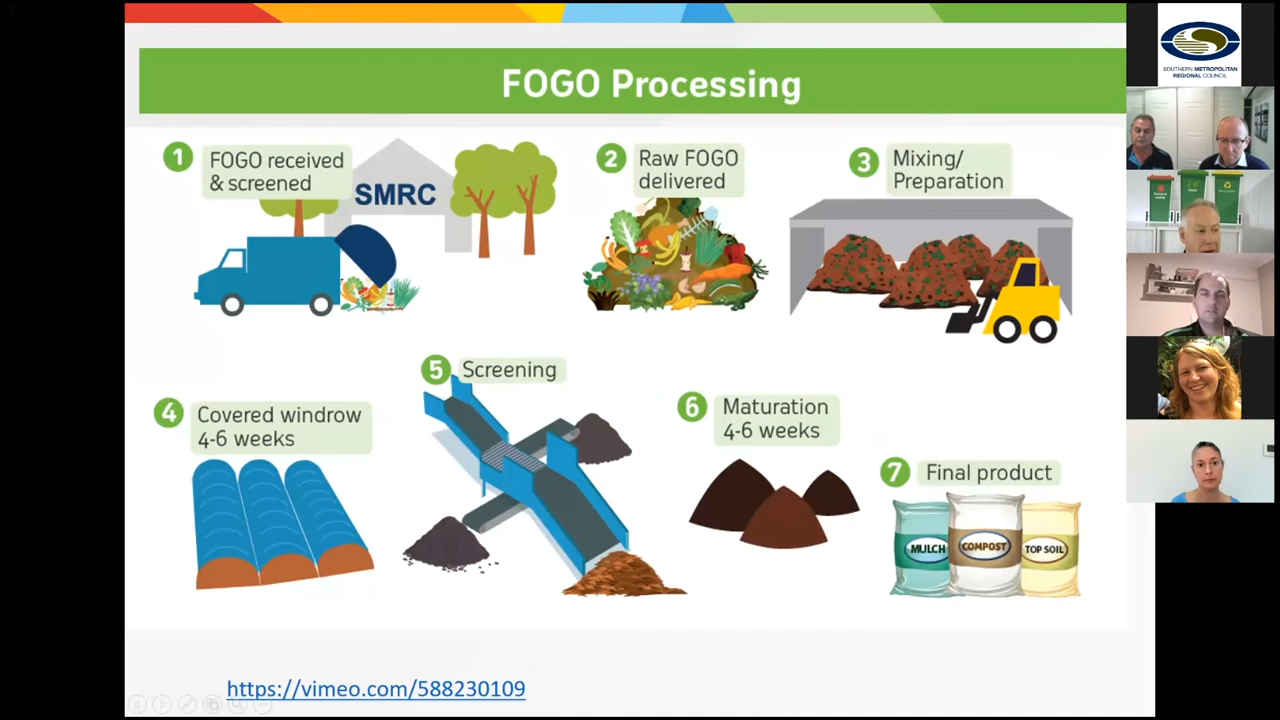 FOGO Processing
1
FOGO received
& screened
SMRC
2
Raw FOGO
delivered
3
Mixing/
Preparation
4
Covered windrow
4-6 weeks
5
Screening
6
Maturation
4-6 weeks
7
Final product
MULCH
COMPOST
TOP SOIL
https://vimeo.com/588230109
SOUTHERN METROPOLITAN
REGIONAL COUNCIL